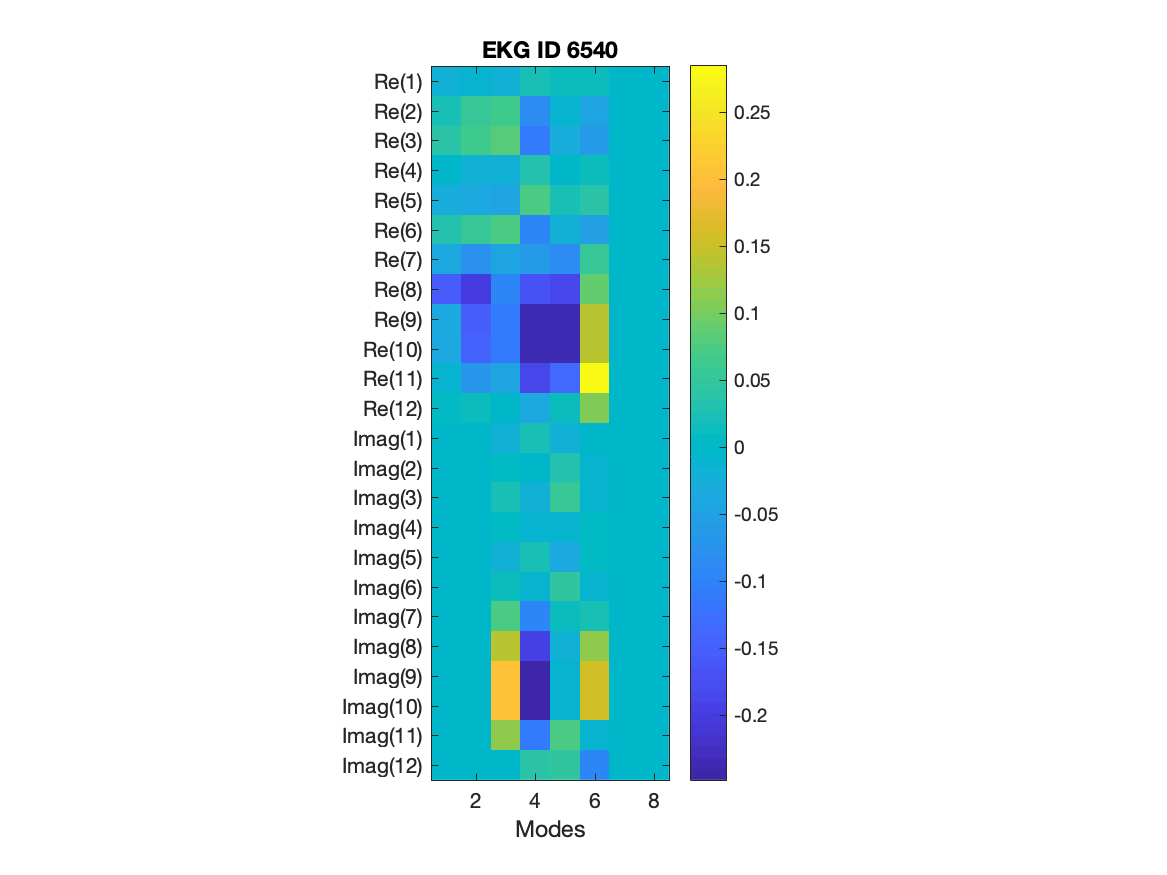 EKG ID 6540
Re(1)
Re(2)
Re(3)
Re(4)
Re(5)
Re(6)
Re(7)
Re(8)
Re(9)
Re(10)
Re(11)
Re(12)
Imag(1)
Imag(2)
Imag(3)
Imag(4)
Imag(5)
Imag(6)
Imag(7)
Imag(8)
Imag(9)
Imag(10)
Imag(11)
Imag(12)
2 4 6 8
Modes
0.25
0.2
0.15
0.1
0.05
0
-0.05
-0.1
-0.15
-0.2